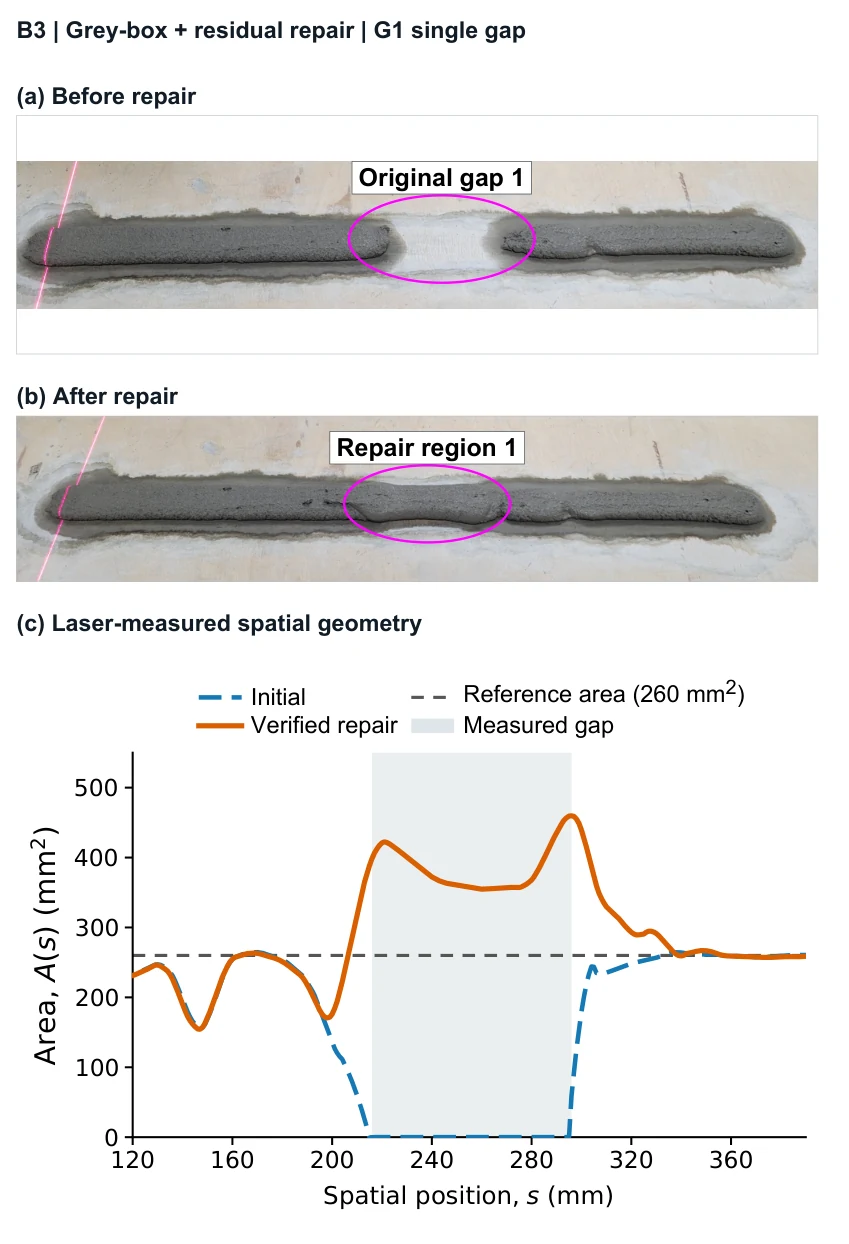 B3 | Grey-box + residual repair | G1 single gap
(a) Before repair
Original gap 1
(b) After repair
Repair region 1
(c) Laser-measured spatial geometry
Initial
Reference area (260 mm²)
Verified repair
Measured gap
Area, A(s) (mm²)
500
400
300
200
100
0
120 160 200 240 280 320 360
Spatial position, s (mm)